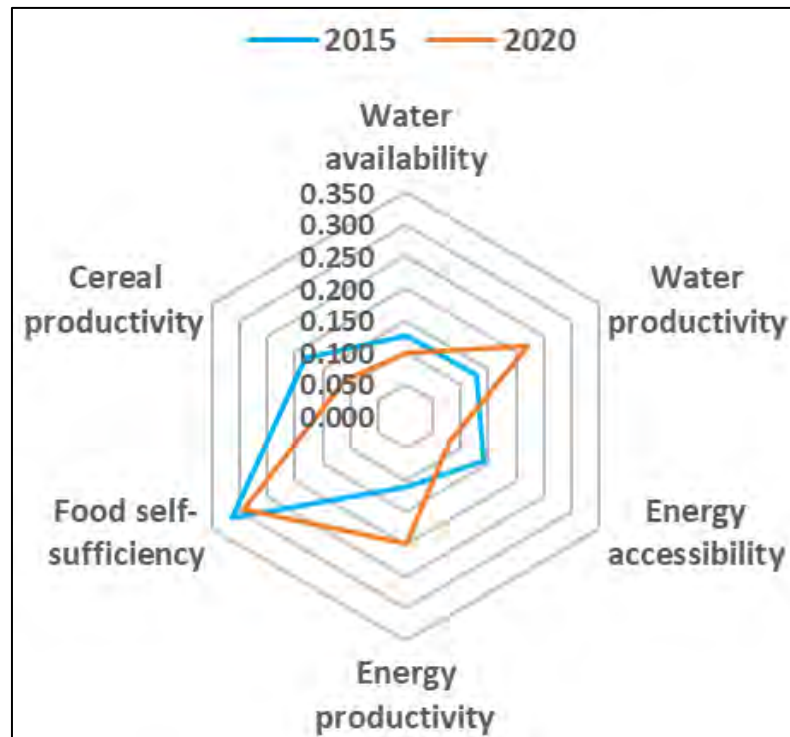 2015 2020
Water
availability
0.350
0.300
0.250
0.200
0.150
0.100
0.050
0.000
Water
productivity
Energy
accessibility
Energy
productivity
Food self-
sufficiency
Cereal
productivity